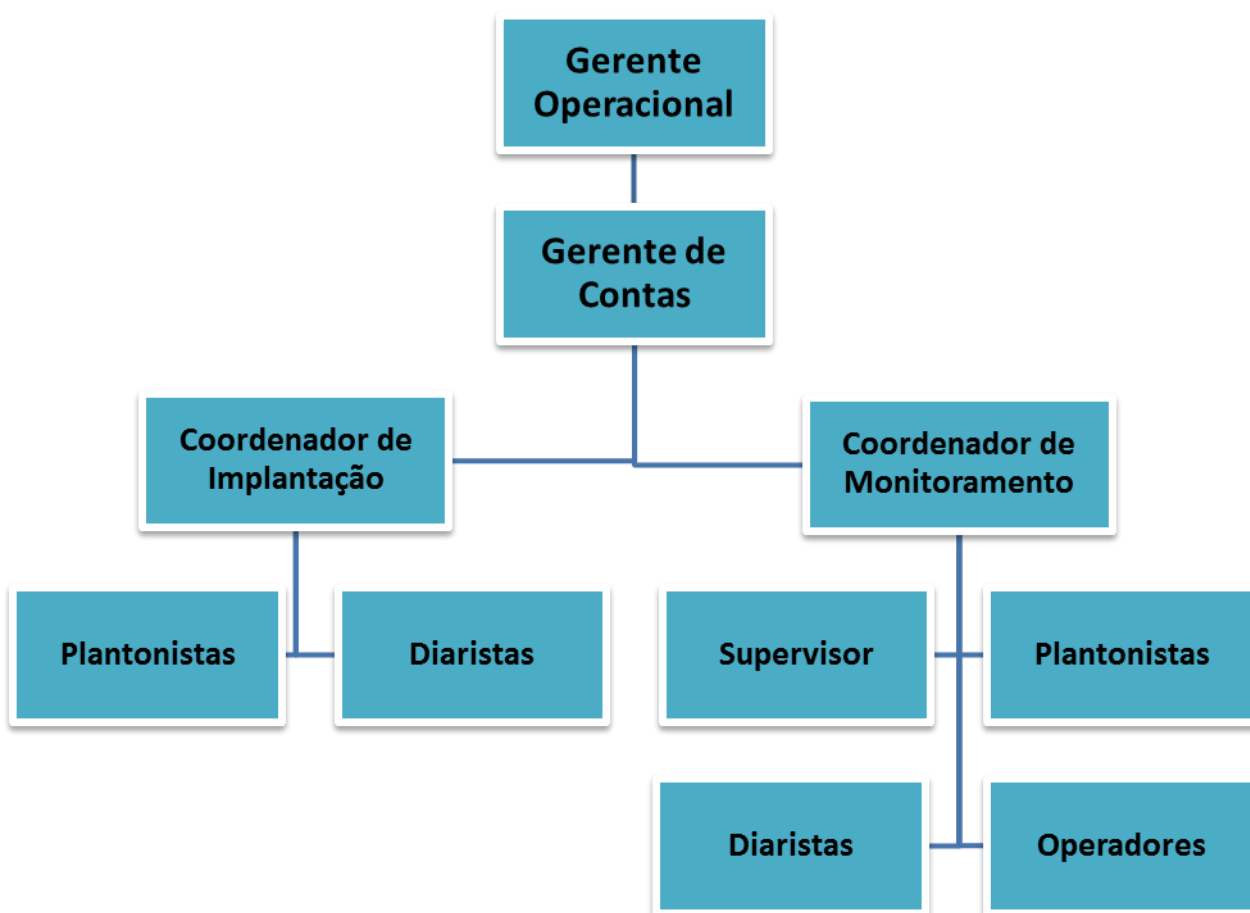 Gerente
Operacional
Gerente de
Contas
Coordenador de
Implantação
Coordenador de
Monitoramento
Plantonistas
Diaristas
Supervisor
Plantonistas
Diaristas
Operadores